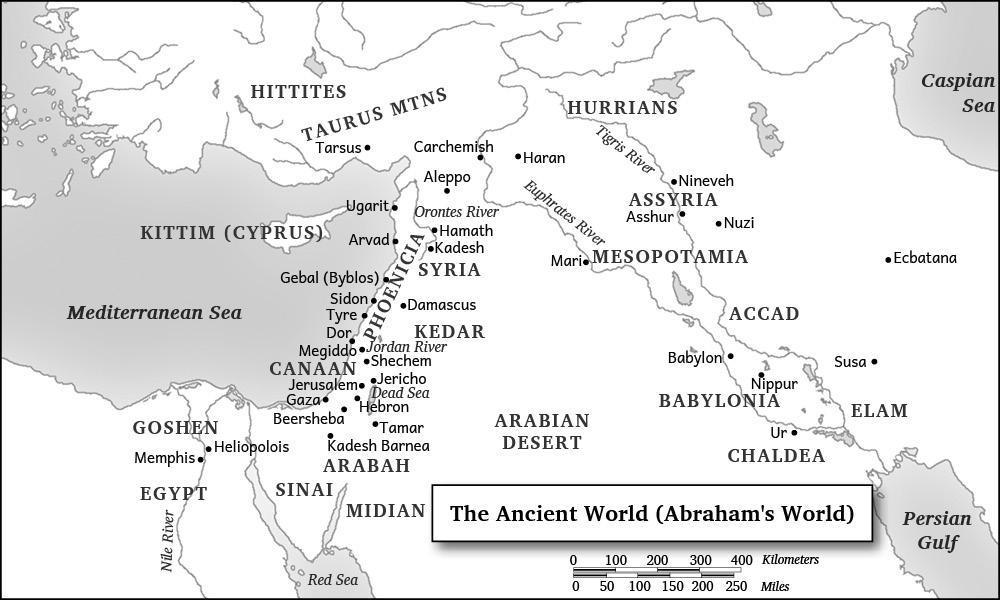 Caspian
Sea
HITTITES
TAURUS MTNS
HURRIANS
Tarsus
Carchemish
Haran
Tigris River
Aleppo
Nineveh
ASSYRIA
Ugarit
Orontes River
Euphrates River
Asshur
Nuzi
KITTIM (CYPRUS)
Arvad
Hamath
Kadesh
Mari
MESOPOTAMIA
Ecbatana
SYRIA
Gebal (Byblos)
PHOENICIA
Sidon
Damascus
Mediterranean Sea
Tyre
ACCAD
Dor
KEDAR
Megiddo
Jordan River
Shechem
Babylon
Susa
CANAAN
Jerusalem
Jericho
Nippur
Dead Sea
Gaza
Hebron
BABYLONIA
ELAM
Beersheba
Tamar
ARABIAN
DESERT
GOSHEN
Ur
Kadesh Barnea
Heliopolois
Memphis
CHALDEA
ARABAH
EGYPT
SINAI
MIDIAN
The Ancient World (Abraham's World)
Persian
Gulf
Nile River
Red Sea
0 100 200 300 400 Kilometers
0 50 100 150 200 250 Miles